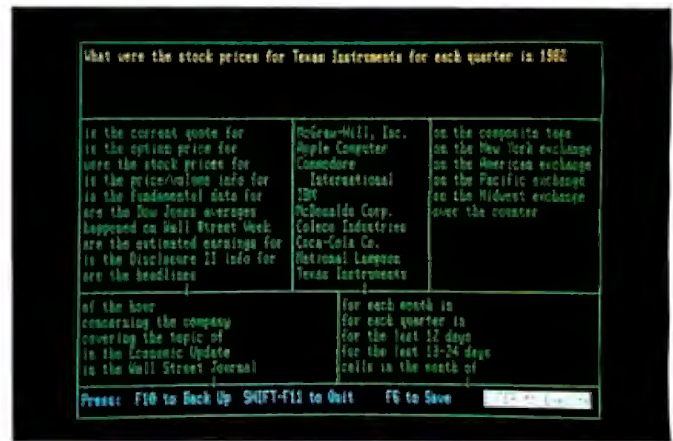 What were the stock prices for Texas Instruments for each quarter in 1982
is the current quote for
is the option price for
were the stock prices for
is the price/volume info for
is the fundamental data for
are the Dow Jones averages
happened on Wall Street Week
are the estimated earnings for
is the Disclosure II info for
are the headlines
McGraw-Hill, Inc.
Apple Computer
Commodore
International
IBM
McDonalds Corp.
Coleco Industries
Coca-Cola Co.
National Lampoon
Texas Instruments
on the composite tape
on the New York exchange
on the American exchange
on the Pacific exchange
on the Midwest exchange
over the counter
of the hour
concerning the company
covering the topic of
in the Economic Update
in the Wall Street Journal
for each month in
for each quarter in
for the last 12 days
for the last 13-24 days
calls in the month of
Press: F10 to Back Up SHIFT-F11 to Quit F6 to Save